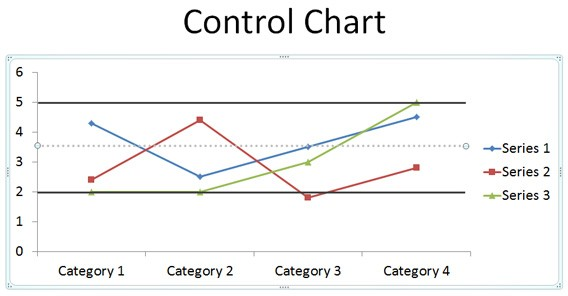 Control Chart
6
5
4
3
2
1
0
Category 1 Category 2 Category 3 Category 4
Series 1
Series 2
Series 3